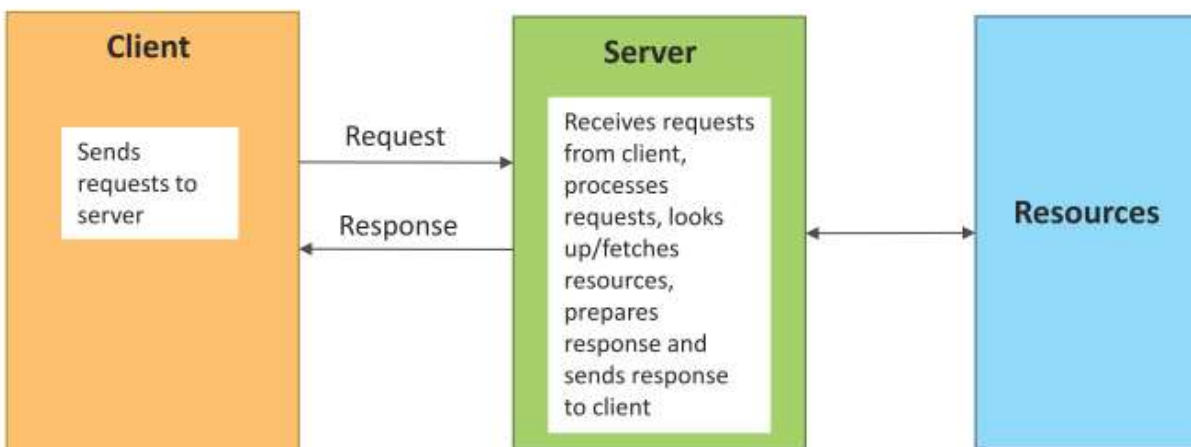 Client
Sends
requests to
server
Request
Response
Server
Receives requests
from client,
processes
requests, looks
up/fetches
resources,
prepares
response and
sends response
to client
Resources